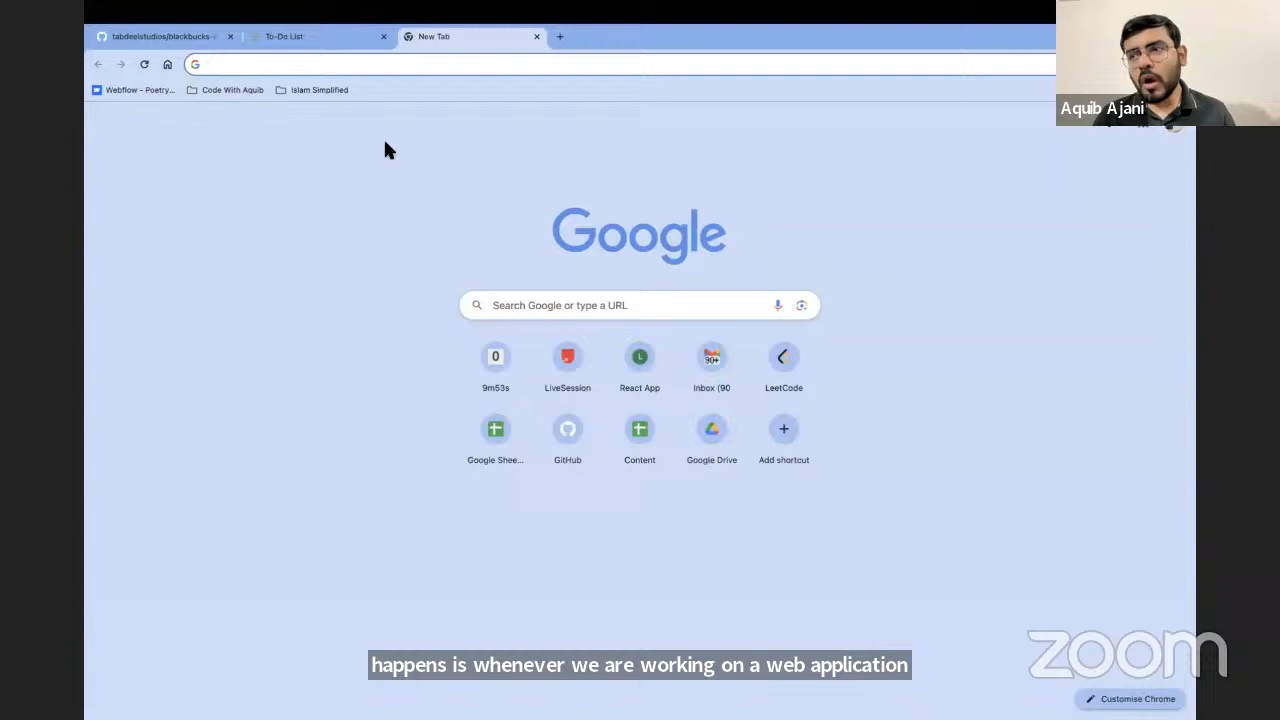 tabdeelstudios/blackbucks-i
To-Do List
New Tab
Webflow - Poetry...
Code With Aquib
Islam Simplified
Aquib Ajani
Google
Search Google or type a URL
0
9m53s
LiveSession
L
React App
90+
Inbox (90
LeetCode
Google Shee...
GitHub
Content
Google Drive
Add shortcut
happens is whenever we are working on a web application
zoom
Customise Chrome